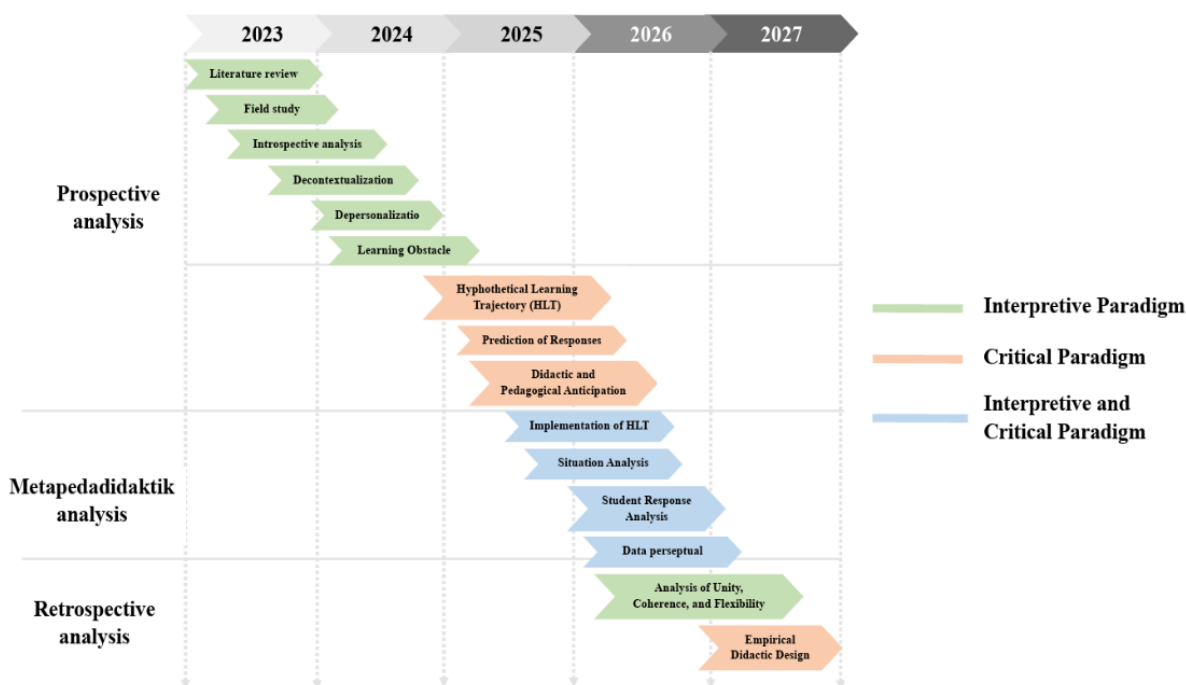 2023
2024
2025
2026
2027
Prospective
analysis
Literature review
Field study
Introspective analysis
Decontextualization
Depersonalizatio
Learning Obstacle
Hyphothetical Learning
Trajectory (HLT)
Prediction of Responses
Didactic and
Pedagogical Anticipation
Metapedadidaktik
analysis
Implementation of HLT
Situation Analysis
Student Response
Analysis
Data perseptual
Retrospective
analysis
Analysis of Unity,
Coherence, and Flexibility
Empirical
Didactic Design
Interpretive Paradigm
Critical Paradigm
Interpretive and
Critical Paradigm